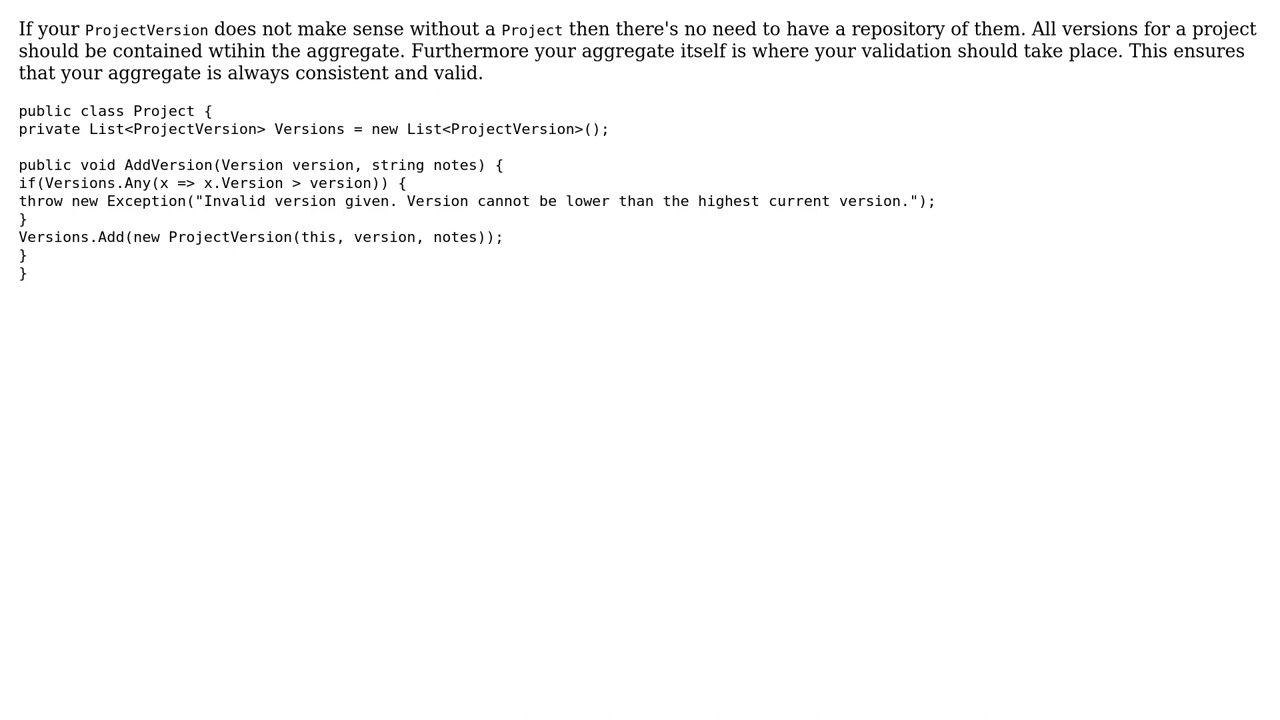 If your ProjectVersion does not make sense without a Project then there's no need to have a repository of them. All versions for a project
should be contained wtihin the aggregate. Furthermore your aggregate itself is where your validation should take place. This ensures
that your aggregate is always consistent and valid.
public class Project {
private List<ProjectVersion> Versions = new List<ProjectVersion>();
public void AddVersion(Version version, string notes) {
if(Versions.Any(x => x.Version > version)) {
throw new Exception("Invalid version given. Version cannot be lower than the highest current version.");
}
Versions.Add(new ProjectVersion(this, version, notes));
}
}